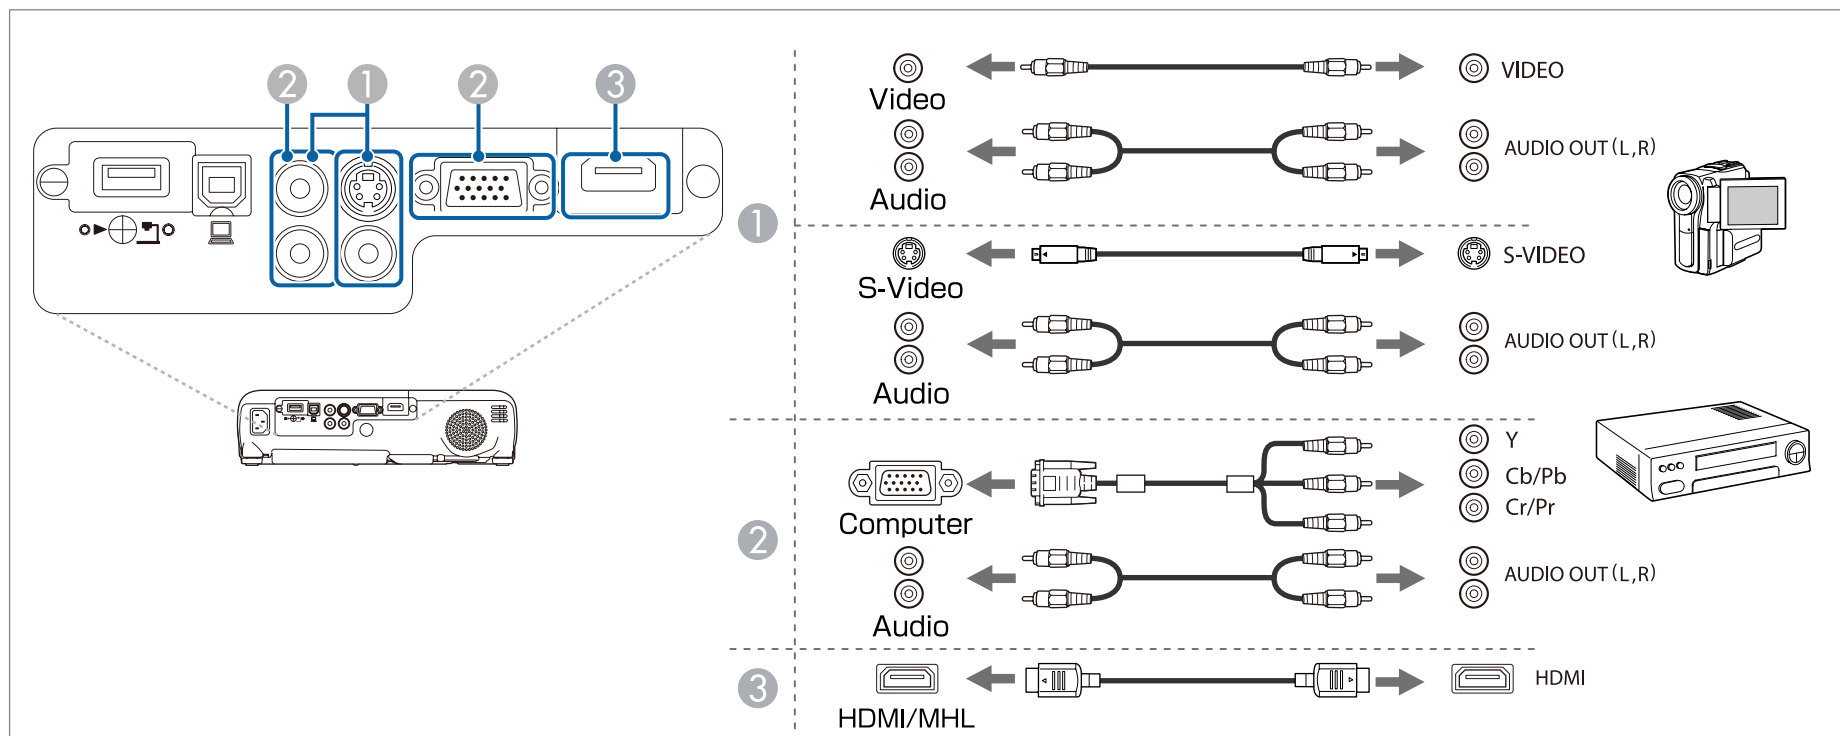 2 1 2 3
1
Video
VIDEO
Audio
AUDIO OUT (L,R)
S-Video
S-VIDEO
Audio
AUDIO OUT (L,R)
2
Computer
Y
Cb/Pb
Cr/Pr
Audio
AUDIO OUT (L,R)
3
HDMI/MHL
HDMI